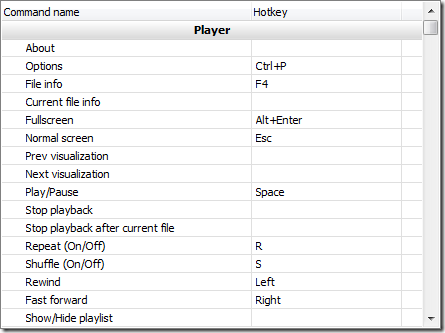 Command name Hotkey
Player
About
Options Ctrl+P
File info F4
Current file info
Fullscreen Alt+Enter
Normal screen Esc
Prev visualization
Next visualization
Play/Pause Space
Stop playback
Stop playback after current file
Repeat (On/Off) R
Shuffle (On/Off) S
Rewind Left
Fast forward Right
Show/Hide playlist